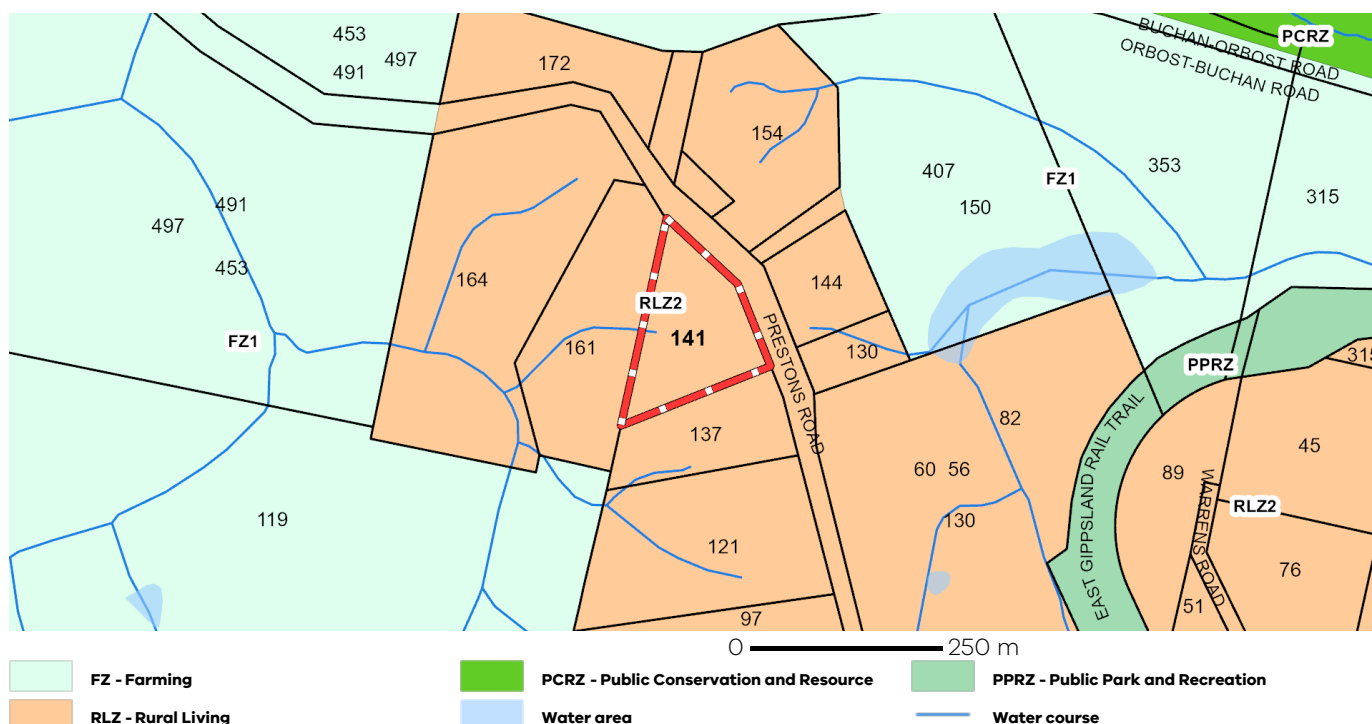 453
497
491
172
BUCHAN-ORBOST ROAD
PCRZ
ORBOST-BUCHAN ROAD
154
407
FZ1
353
150
315
497
491
453
164
RLZ2
144
FZ1
161
141
PRESTONS ROAD
130
PPRZ
315
137
82
EAST GIPPSLAND RAIL TRAIL
45
60 56
89
WARRENS ROAD
RLZ2
119
130
121
76
97
51
0 250 m
FZ - Farming
PCRZ - Public Conservation and Resource
PPRZ - Public Park and Recreation
RLZ - Rural Living
Water area
Water course